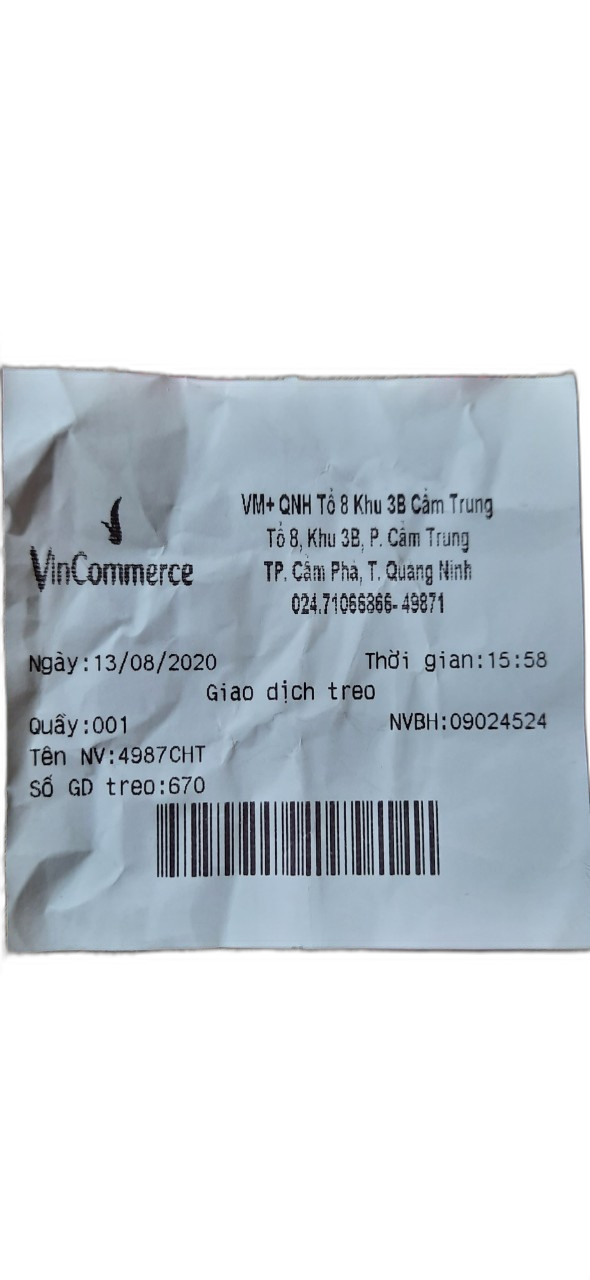 VinCommerce
VM+ QNH Tổ 8 Khu 3B Cẩm Trung
Tổ 8, Khu 3B, P. Cẩm Trung
TP. Cẩm Phả, T. Quảng Ninh
024.71066866-49871
Ngày:13/08/2020 Thời gian:15:58
Giao dịch treo
Quầy:001 NVBH:09024524
Tên NV:4987CHT
Số GD treo:670